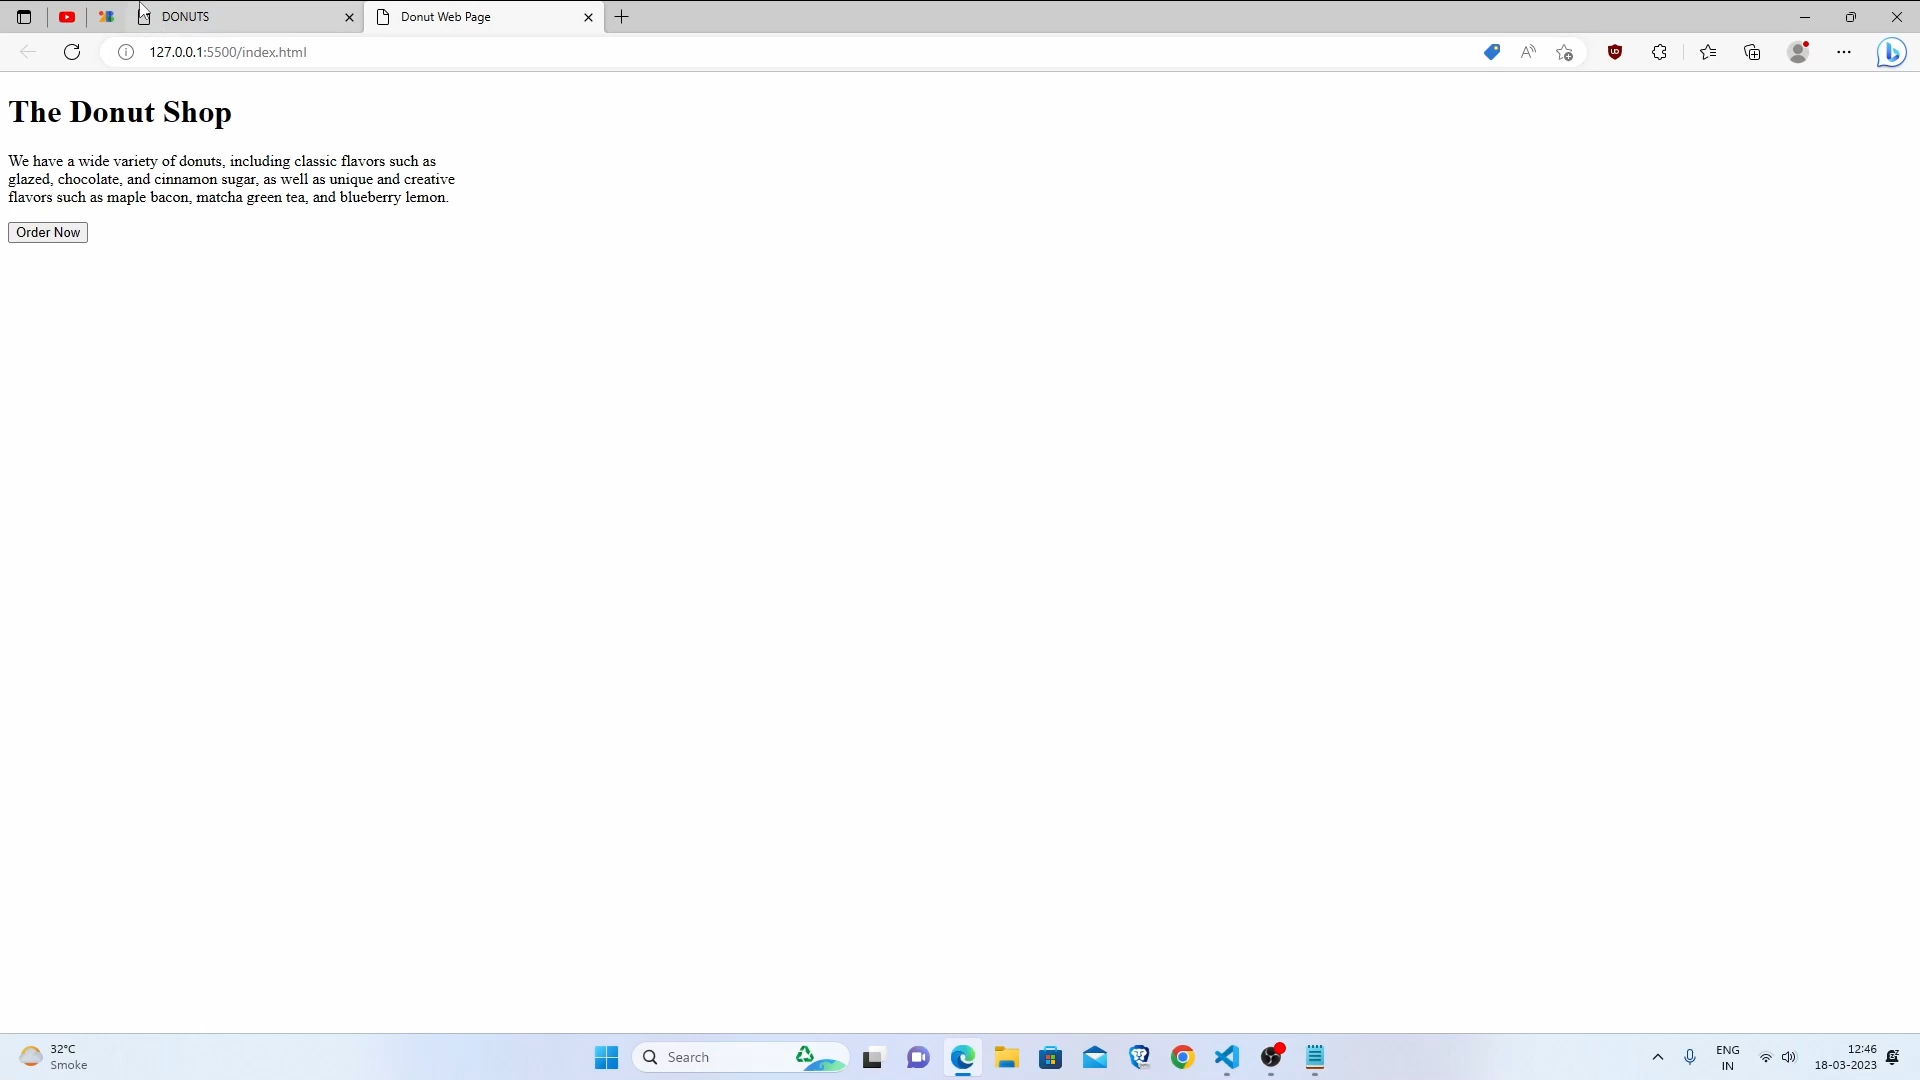 DONUTS
Donut Web Page
127.0.0.1:5500/index.html
The Donut Shop
We have a wide variety of donuts, including classic flavors such as
glazed, chocolate, and cinnamon sugar, as well as unique and creative
flavors such as maple bacon, matcha green tea, and blueberry lemon.
Order Now
32°C
Smoke
Search
ENG
IN
12:46
18-03-2023